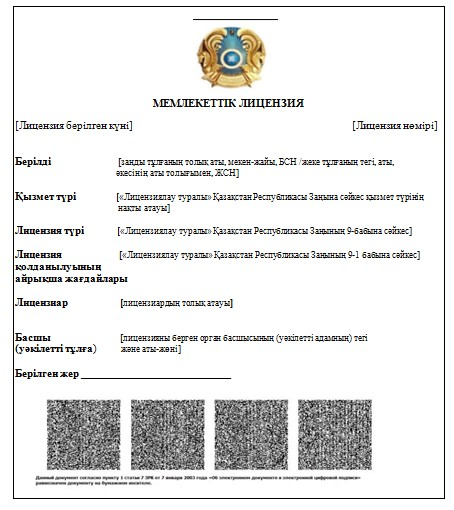 МЕМЛЕКЕТТІК ЛИЦЕНЗИЯ
[Лицензия берілген күні] [Лицензия нөмірі]
Берілді [заңды тұлғаның толық аты, мекен-жайы, БСН /жеке тұлғаның тегі, аты,
әкесінің аты толығымен, ЖСН]
Қызмет түрі [«Лицензиялау туралы» Қазақстан Республикасы Заңына сәйкес қызмет түрінің
нақты атауы]
Лицензия түрі [«Лицензиялау туралы» Қазақстан Республикасы Заңының 9-бабына сәйкес]
Лицензия [«Лицензиялау туралы» Қазақстан Республикасы Заңының 9-1 бабына сәйкес]
қолданылуының
айрықша жағдайлары
Лицензиар [лицензиардың толық атауы]
Басшы [лицензияны берген орган басшысының (уәкілетті адамның) тегі
(уәкілетті тұлға) және аты-жөні]
Берілген жер
Данный документ согласно пункту 1 статьи 7 ЗРК от 7 января 2003 года «Об электронном документе и электронной цифровой подписи»
равнозначен документу на бумажном носителе.